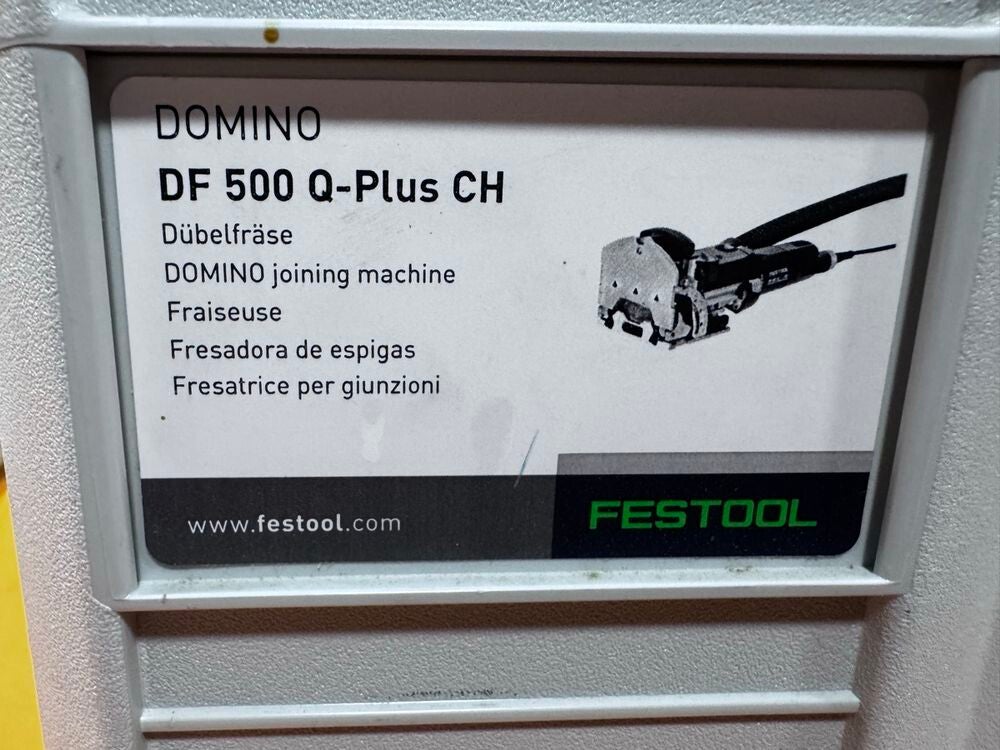 DOMINO
DF 500 Q-Plus CH
Dübelfräse
DOMINO joining machine
Fraiseuse
Fresadora de espigas
Fresatrice per giunzioni
www.festool.com
FESTOOL